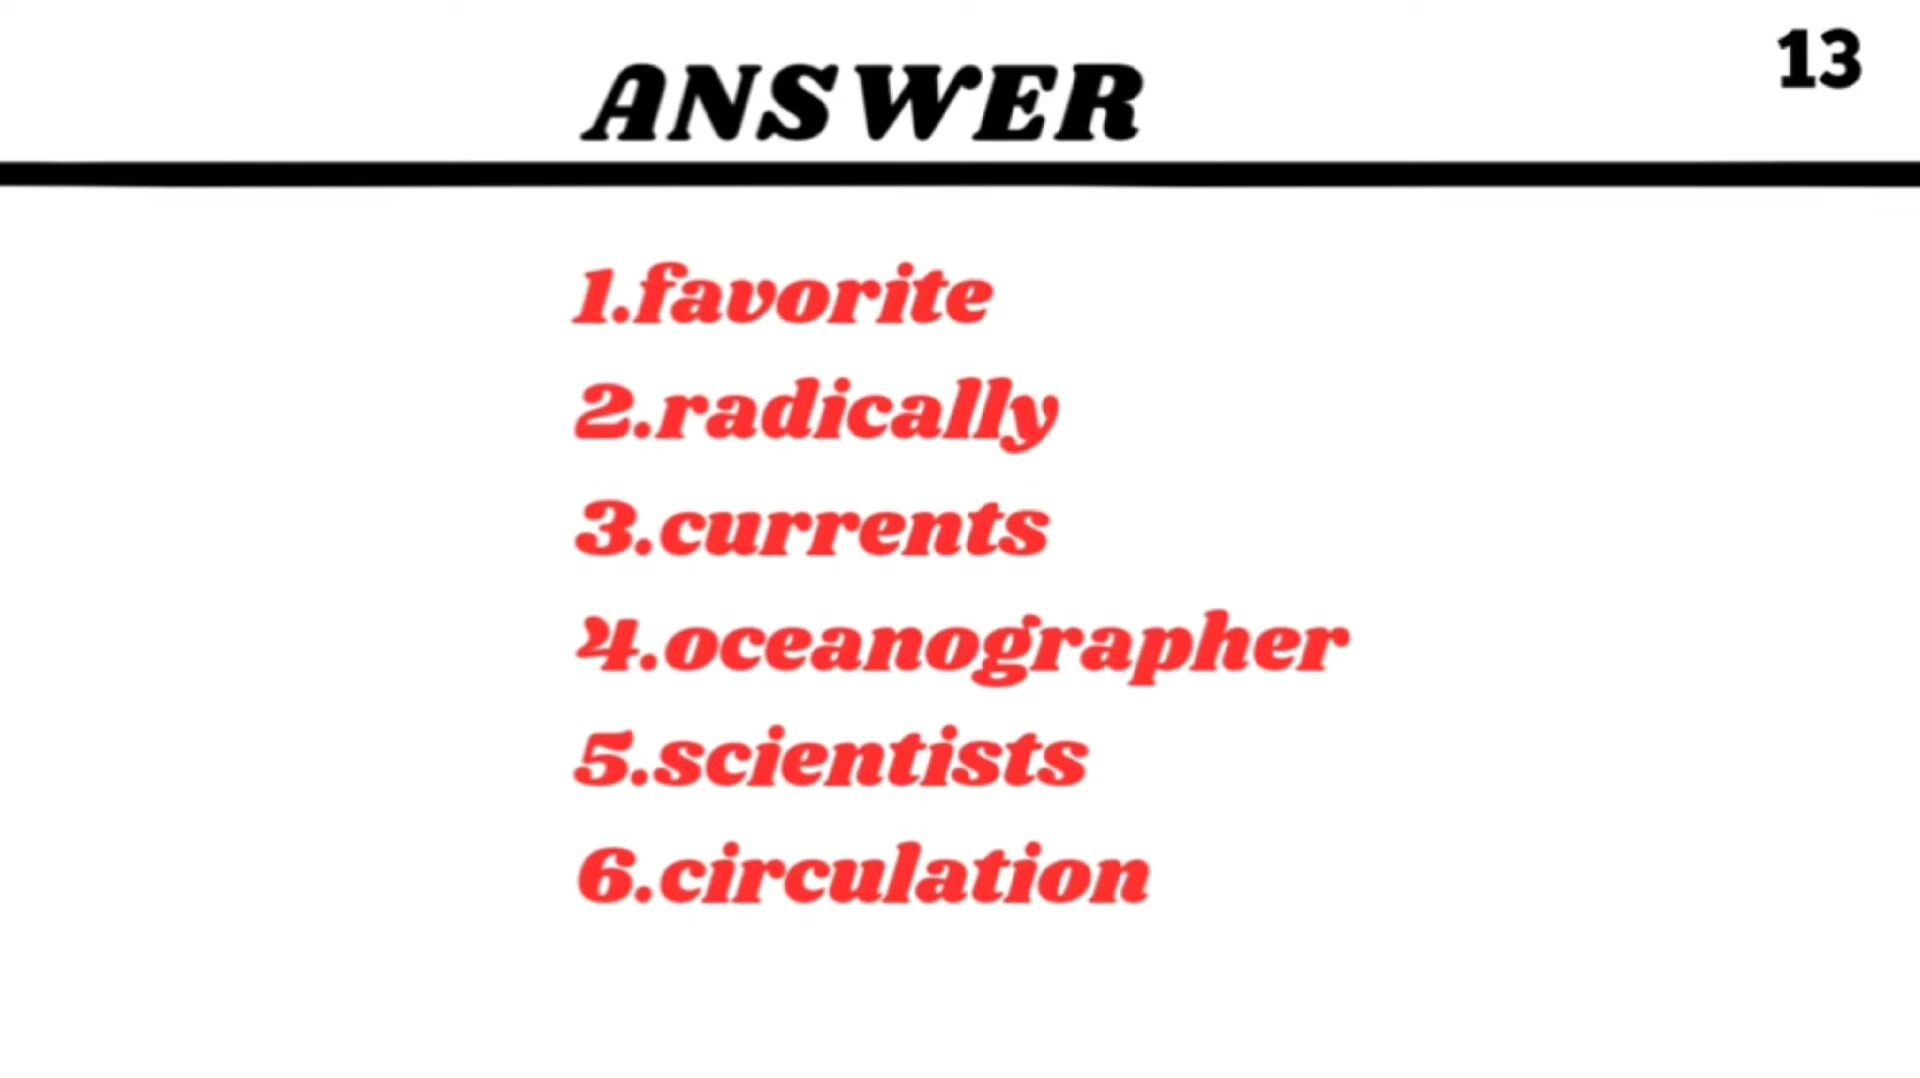 13
ANSWER
1.favorite
2.radically
3.currents
4.oceanographer
5.scientists
6.circulation